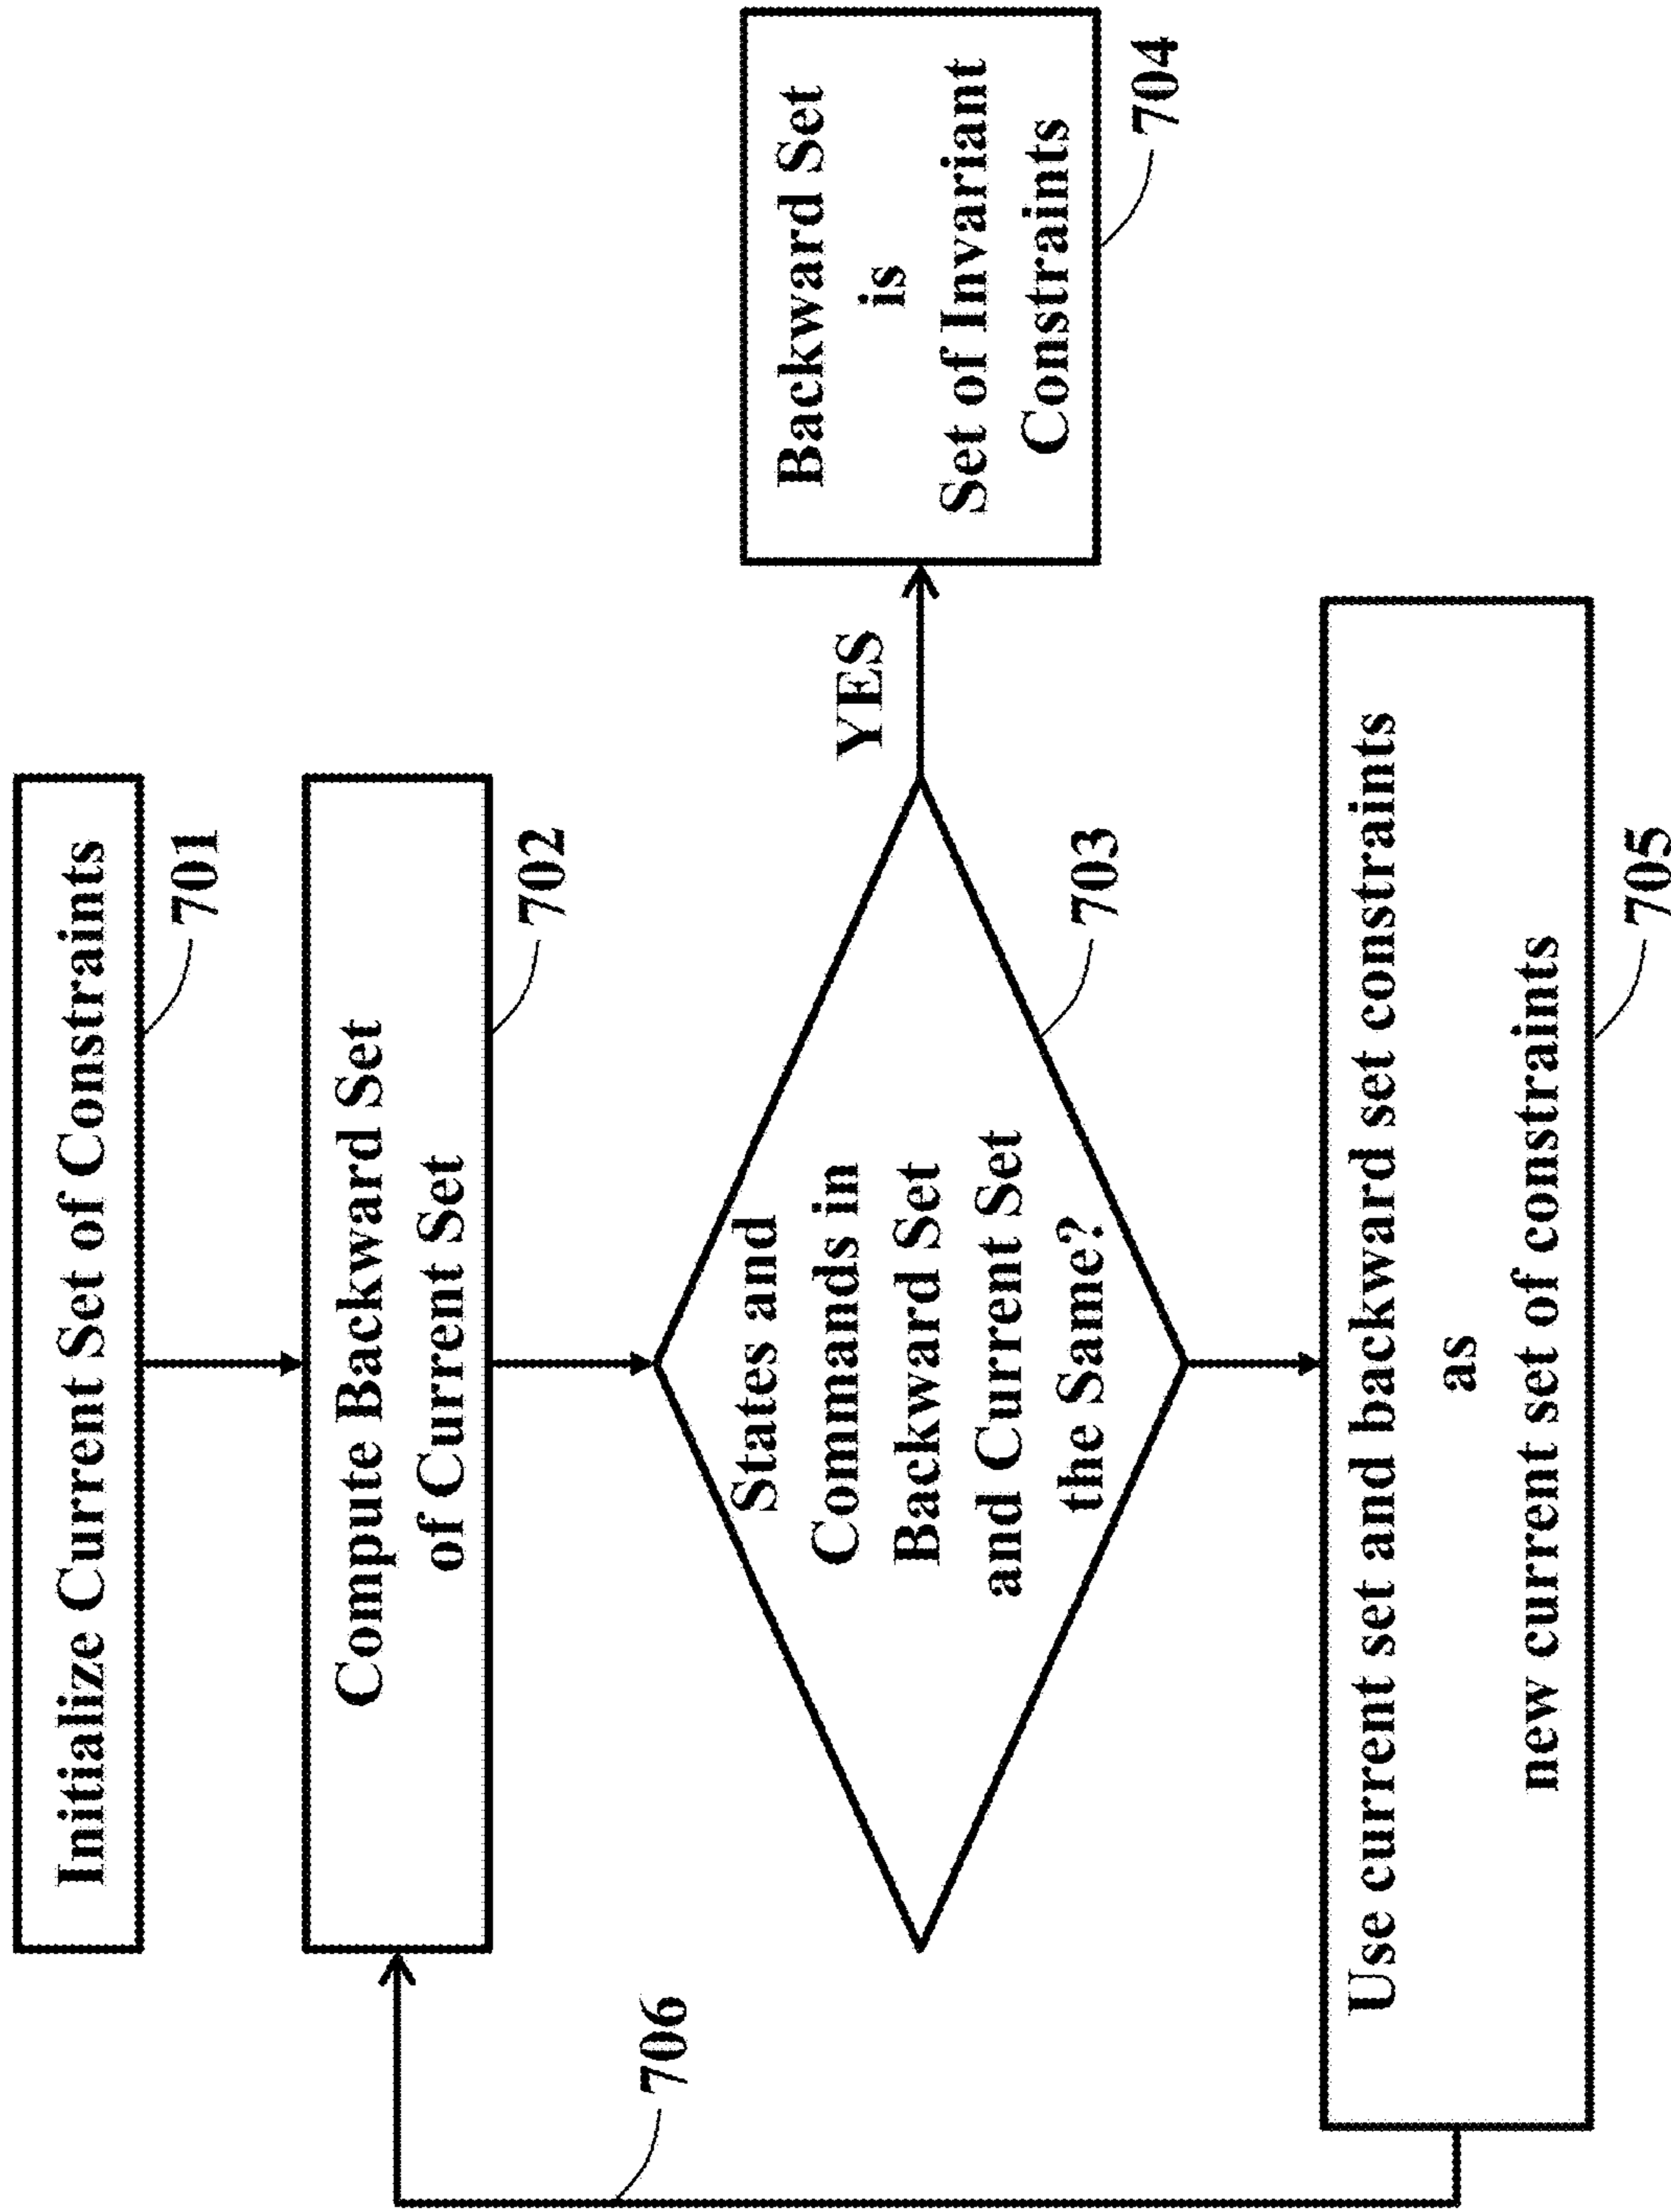 Initialize Current Set of Constraints
701
Compute Backward Set
of Current Set
702
States and
Commands in
Backward Set
and Current Set
the Same?
703
YES
Backward Set
is
Set of Invariant
Constraints
704
Use current set and backward set constraints
as
new current set of constraints
705
706